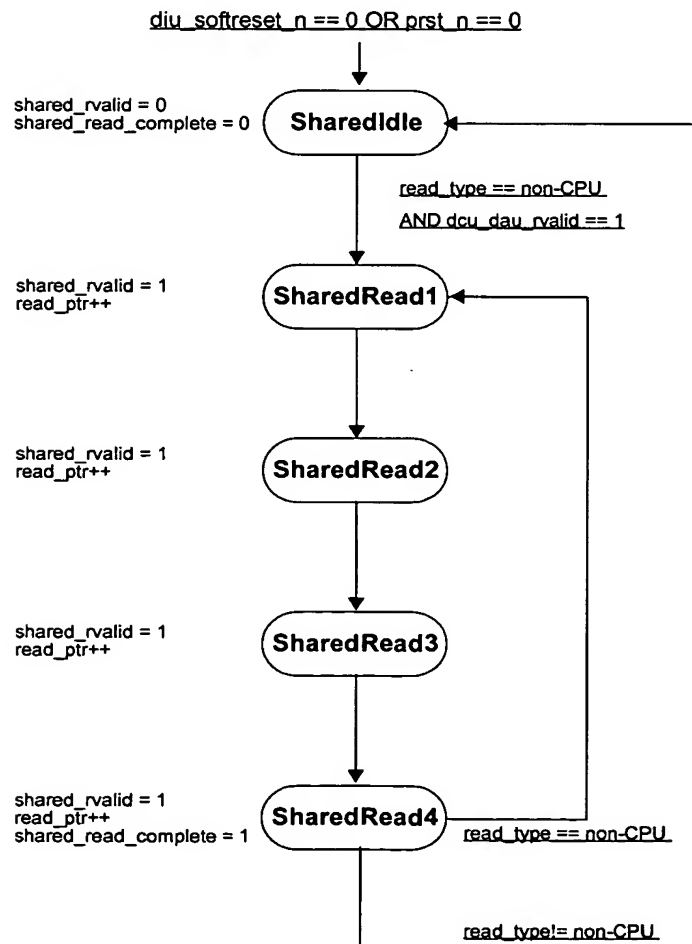 diu_softreset_n == 0 OR prst_n == 0
shared_rvalid = 0
shared_read_complete = 0
SharedIdle
read_type == non-CPU
AND dcu_dau_rvalid == 1
shared_rvalid = 1
read_ptr++
SharedRead1
shared_rvalid = 1
read_ptr++
SharedRead2
shared_rvalid = 1
read_ptr++
SharedRead3
shared_rvalid = 1
read_ptr++
shared_read_complete = 1
SharedRead4
read_type == non-CPU
read_type!= non-CPU